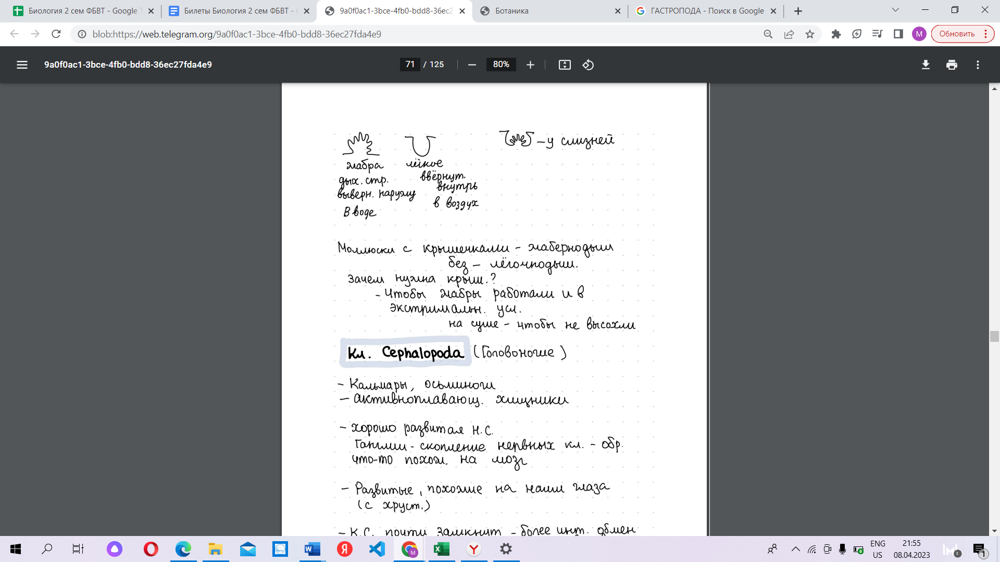 Биология 2 сем ФБВТ - Google Т
Билеты Биология 2 сем ФБВТ - G
9a0f0ac1-3bce-4fb0-bdd8-36ec2
Ботаника
ГАСТРОПОДА - Поиск в Google
blob:https://web.telegram.org/9a0f0ac1-3bce-4fb0-bdd8-36ec27fda4e9
M
Обновить
9a0f0ac1-3bce-4fb0-bdd8-36ec27fda4e9
71 / 125
80%
– у слизней
жабра
лёгкое
дых. стр.
ввёрнут.
внутрь
выверн. наружу
в воздух
В воде
Моллюски с крышечками – жабернодыш
без – лёгочнодыш.
Зачем нужна крыш.?
- Чтобы жабры работали и в
экстримальн. усл.
на суше – чтобы не высохли
Кл. Cephalopoda (Головоногие)
– Кальмары, осьминоги
– активноплавающ. хищники
– хорошо развитая Н.С.
Ганглии - скопление нервных кл. – обр.
что-то похож. на мозг
– Развитые, похожие на наши глаза
(с хруст.)
– К.С. почти замкнут – более инт. обмен
ENG
US
21:55
08.04.2023
3
1